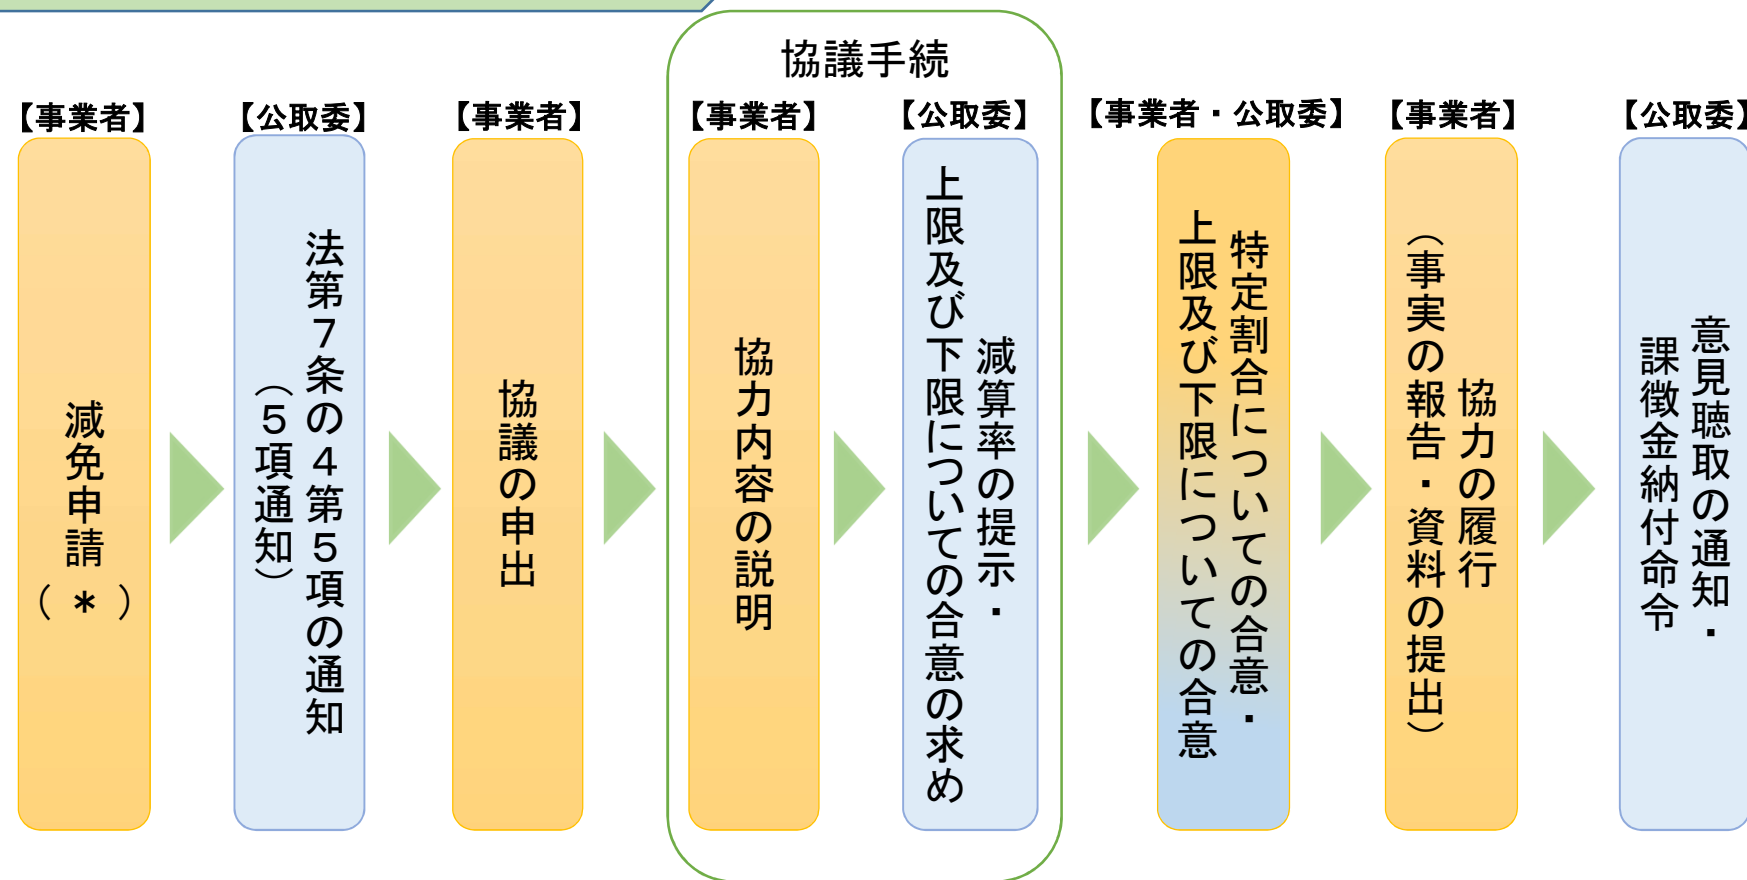 協議手続
【事業者】
減免申請
(*)
【公取委】
法第7条の4第5項の通知
(5項通知)
【事業者】
協議の申出
【事業者】
協力内容の説明
【公取委】
減算率の提示・
上限及び下限についての合意の求め
【事業者・公取委】
特定割合についての合意・
上限及び下限についての合意
【事業者】
協力の履行
(事実の報告・資料の提出)
【公取委】
意見聴取の通知・
課徴金納付命令